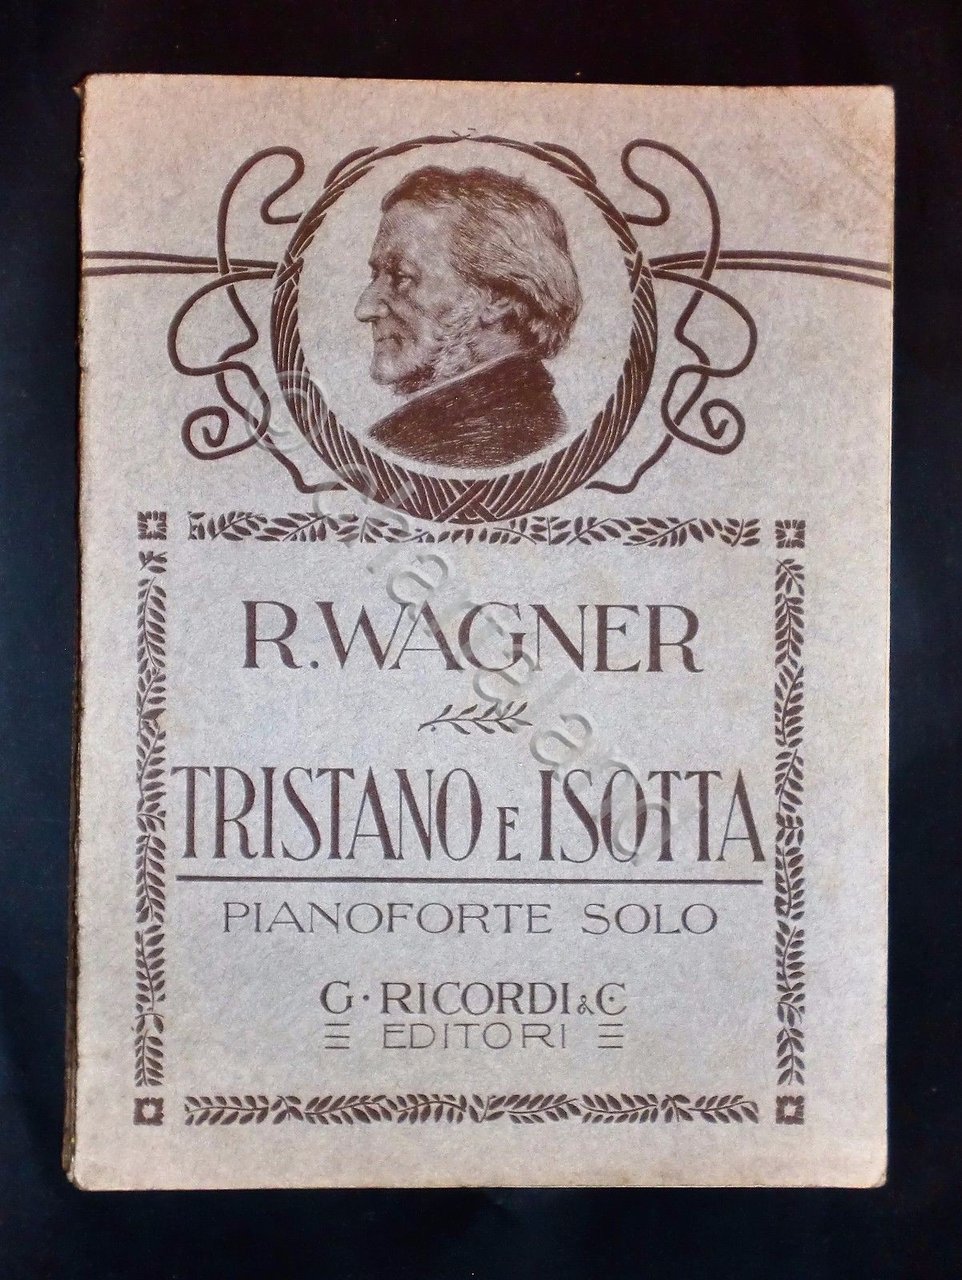 R. WAGNER
TRISTANO E ISOTTA
PIANOFORTE SOLO
G. RICORDI & C.
EDITORI